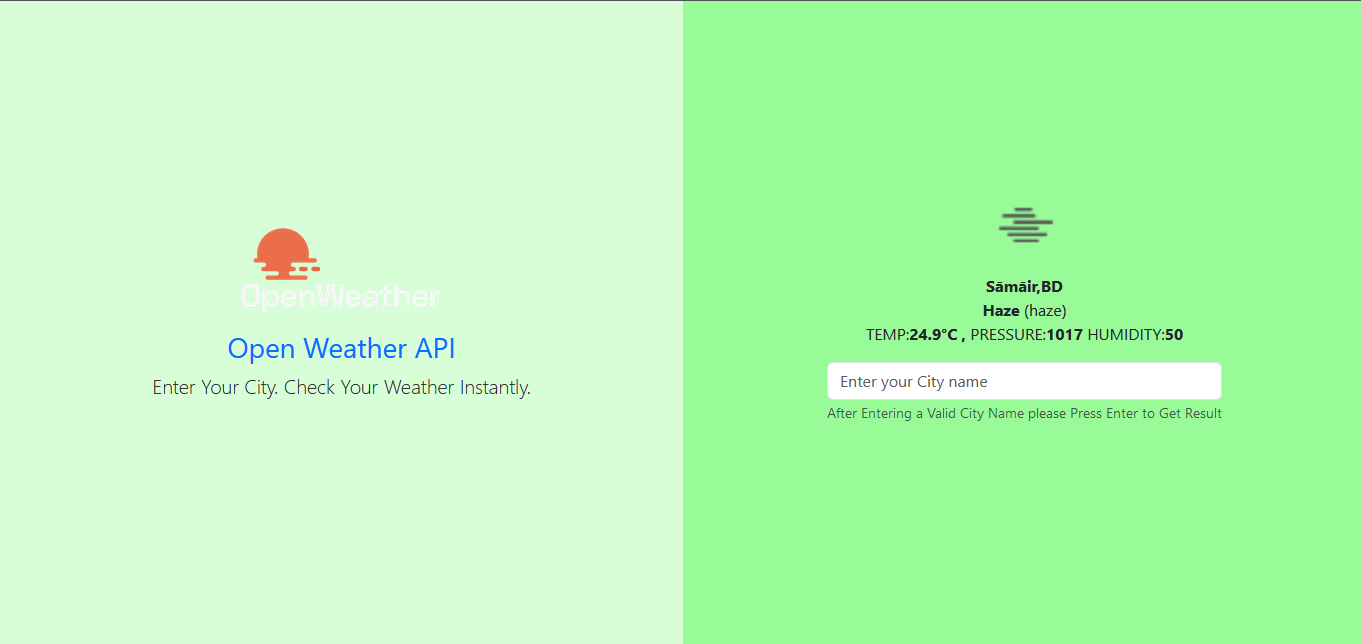 OpenWeather
Open Weather API
Enter Your City. Check Your Weather Instantly.
Sāmāir,BD
Haze (haze)
TEMP:24.9°C , PRESSURE:1017 HUMIDITY:50
Enter your City name
After Entering a Valid City Name please Press Enter to Get Result